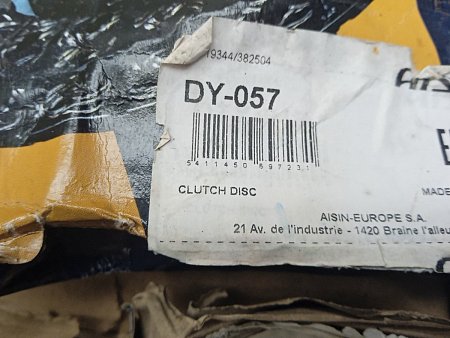 19344/382504
DY-057
5411450 697231
CLUTCH DISC
MADE
AISIN-EUROPE S.A.
21 Av. de l'industrie - 1420 Braine l'alleu